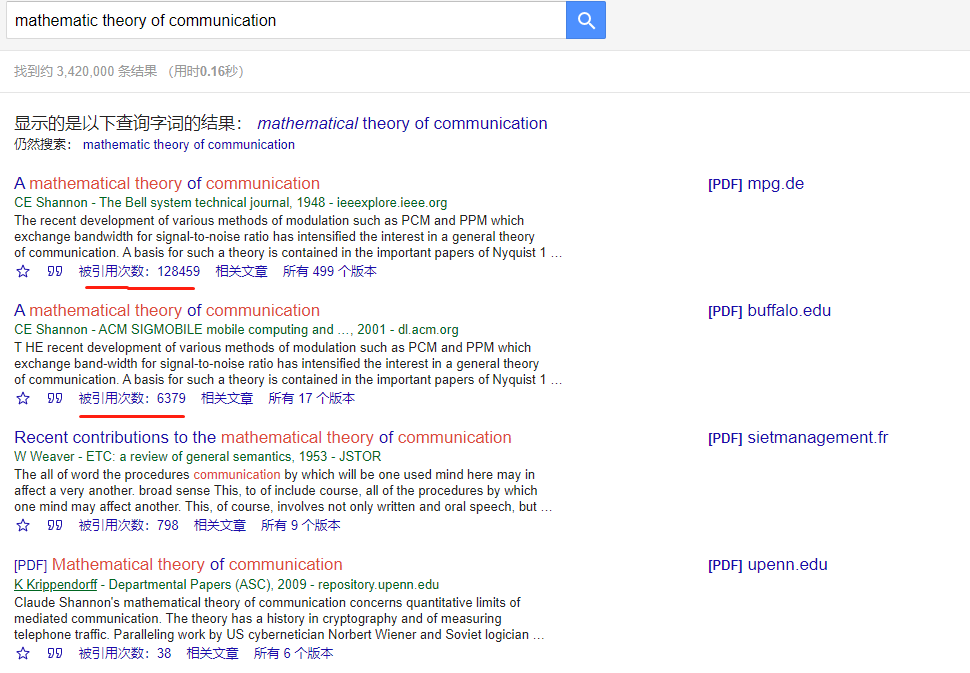 mathematic theory of communication
找到约 3,420,000 条结果 （用时0.16秒）
显示的是以下查询字词的结果： mathematical theory of communication
仍然搜索： mathematic theory of communication
A mathematical theory of communication [PDF] mpg.de
CE Shannon - The Bell system technical journal, 1948 - ieeexplore.ieee.org
The recent development of various methods of modulation such as PCM and PPM which
exchange bandwidth for signal-to-noise ratio has intensified the interest in a general theory
of communication. A basis for such a theory is contained in the important papers of Nyquist 1 …
被引用次数：128459 相关文章 所有 499 个版本
A mathematical theory of communication [PDF] buffalo.edu
CE Shannon - ACM SIGMOBILE mobile computing and …, 2001 - dl.acm.org
T HE recent development of various methods of modulation such as PCM and PPM which
exchange band-width for signal-to-noise ratio has intensified the interest in a general theory
of communication. A basis for such a theory is contained in the important papers of Nyquist 1 …
被引用次数：6379 相关文章 所有 17 个版本
Recent contributions to the mathematical theory of communication [PDF] sietmanagement.fr
W Weaver - ETC: a review of general semantics, 1953 - JSTOR
The all of word the procedures communication by which will be one used mind here may in
affect a very another. broad sense This, to of include course, all of the procedures by which
one mind may affect another. This, of course, involves not only written and oral speech, but …
被引用次数：798 相关文章 所有 9 个版本
[PDF] Mathematical theory of communication [PDF] upenn.edu
K Krippendorff - Departmental Papers (ASC), 2009 - repository.upenn.edu
Claude Shannon's mathematical theory of communication concerns quantitative limits of
mediated communication. The theory has a history in cryptography and of measuring
telephone traffic. Paralleling work by US cybernetician Norbert Wiener and Soviet logician …
被引用次数：38 相关文章 所有 6 个版本